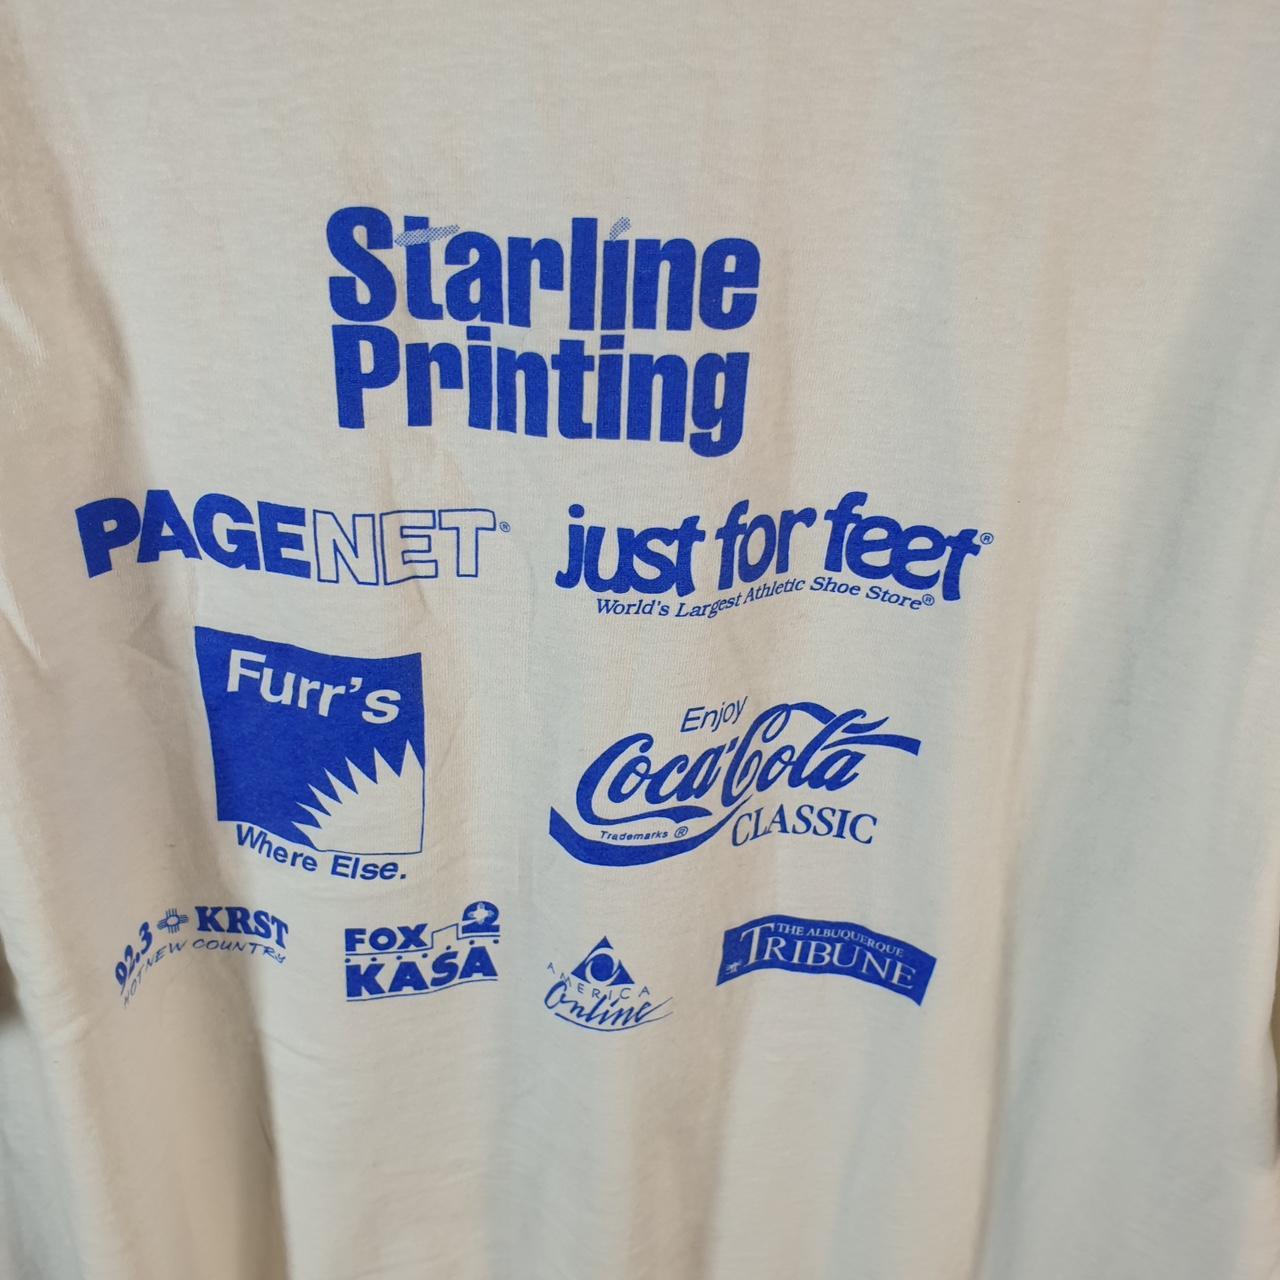 Starline
Printing
PAGENET®
just for feet®
World's Largest Athletic Shoe Store®
Furr's
Where Else.
Enjoy
Coca-Cola
Trademarks ®
CLASSIC
92.3 KRST
HOT NEW COUNTRY
FOX 2
KASA
AMERICA
Online
THE ALBUQUERQUE
TRIBUNE